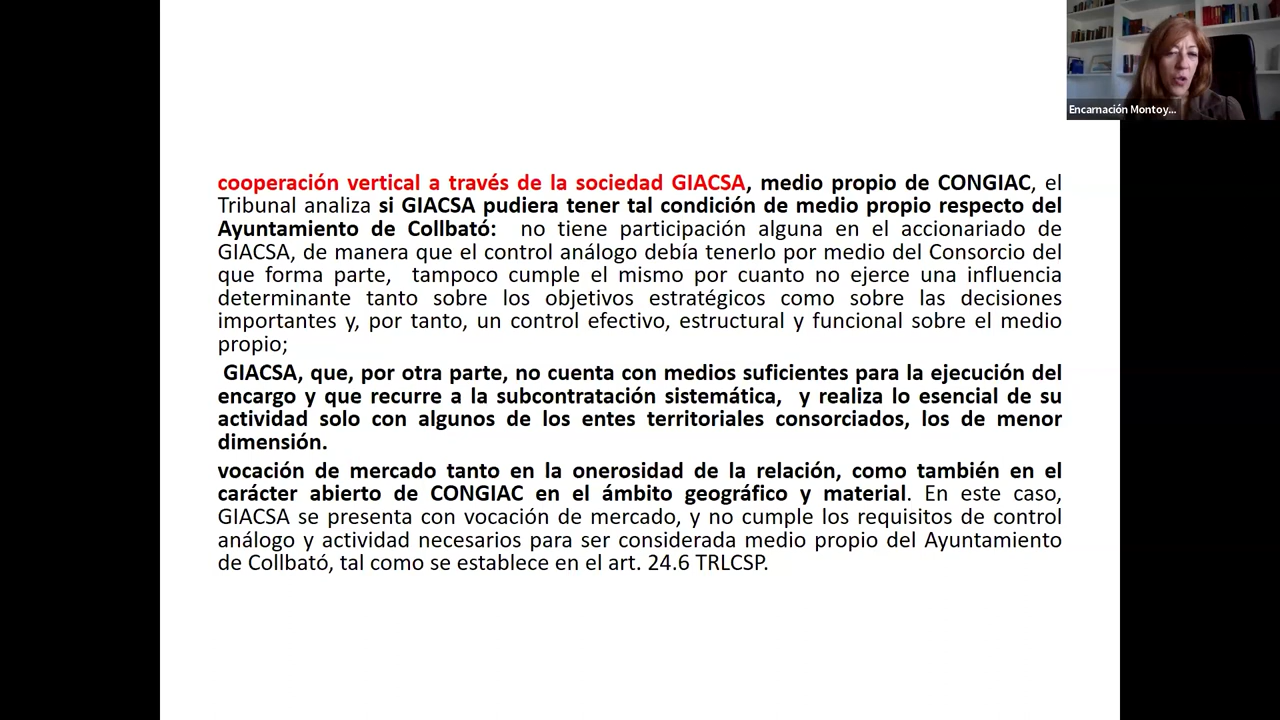 Encarnación Montoy...
cooperación vertical a través de la sociedad GIACSA, medio propio de CONGIAC, el
Tribunal analiza si GIACSA pudiera tener tal condición de medio propio respecto del
Ayuntamiento de Collbató: no tiene participación alguna en el accionariado de
GIACSA, de manera que el control análogo debía tenerlo por medio del Consorcio del
que forma parte, tampoco cumple el mismo por cuanto no ejerce una influencia
determinante tanto sobre los objetivos estratégicos como sobre las decisiones
importantes y, por tanto, un control efectivo, estructural y funcional sobre el medio
propio;
GIACSA, que, por otra parte, no cuenta con medios suficientes para la ejecución del
encargo y que recurre a la subcontratación sistemática, y realiza lo esencial de su
actividad solo con algunos de los entes territoriales consorciados, los de menor
dimensión.
vocación de mercado tanto en la onerosidad de la relación, como también en el
carácter abierto de CONGIAC en el ámbito geográfico y material. En este caso,
GIACSA se presenta con vocación de mercado, y no cumple los requisitos de control
análogo y actividad necesarios para ser considerada medio propio del Ayuntamiento
de Collbató, tal como se establece en el art. 24.6 TRLCSP.